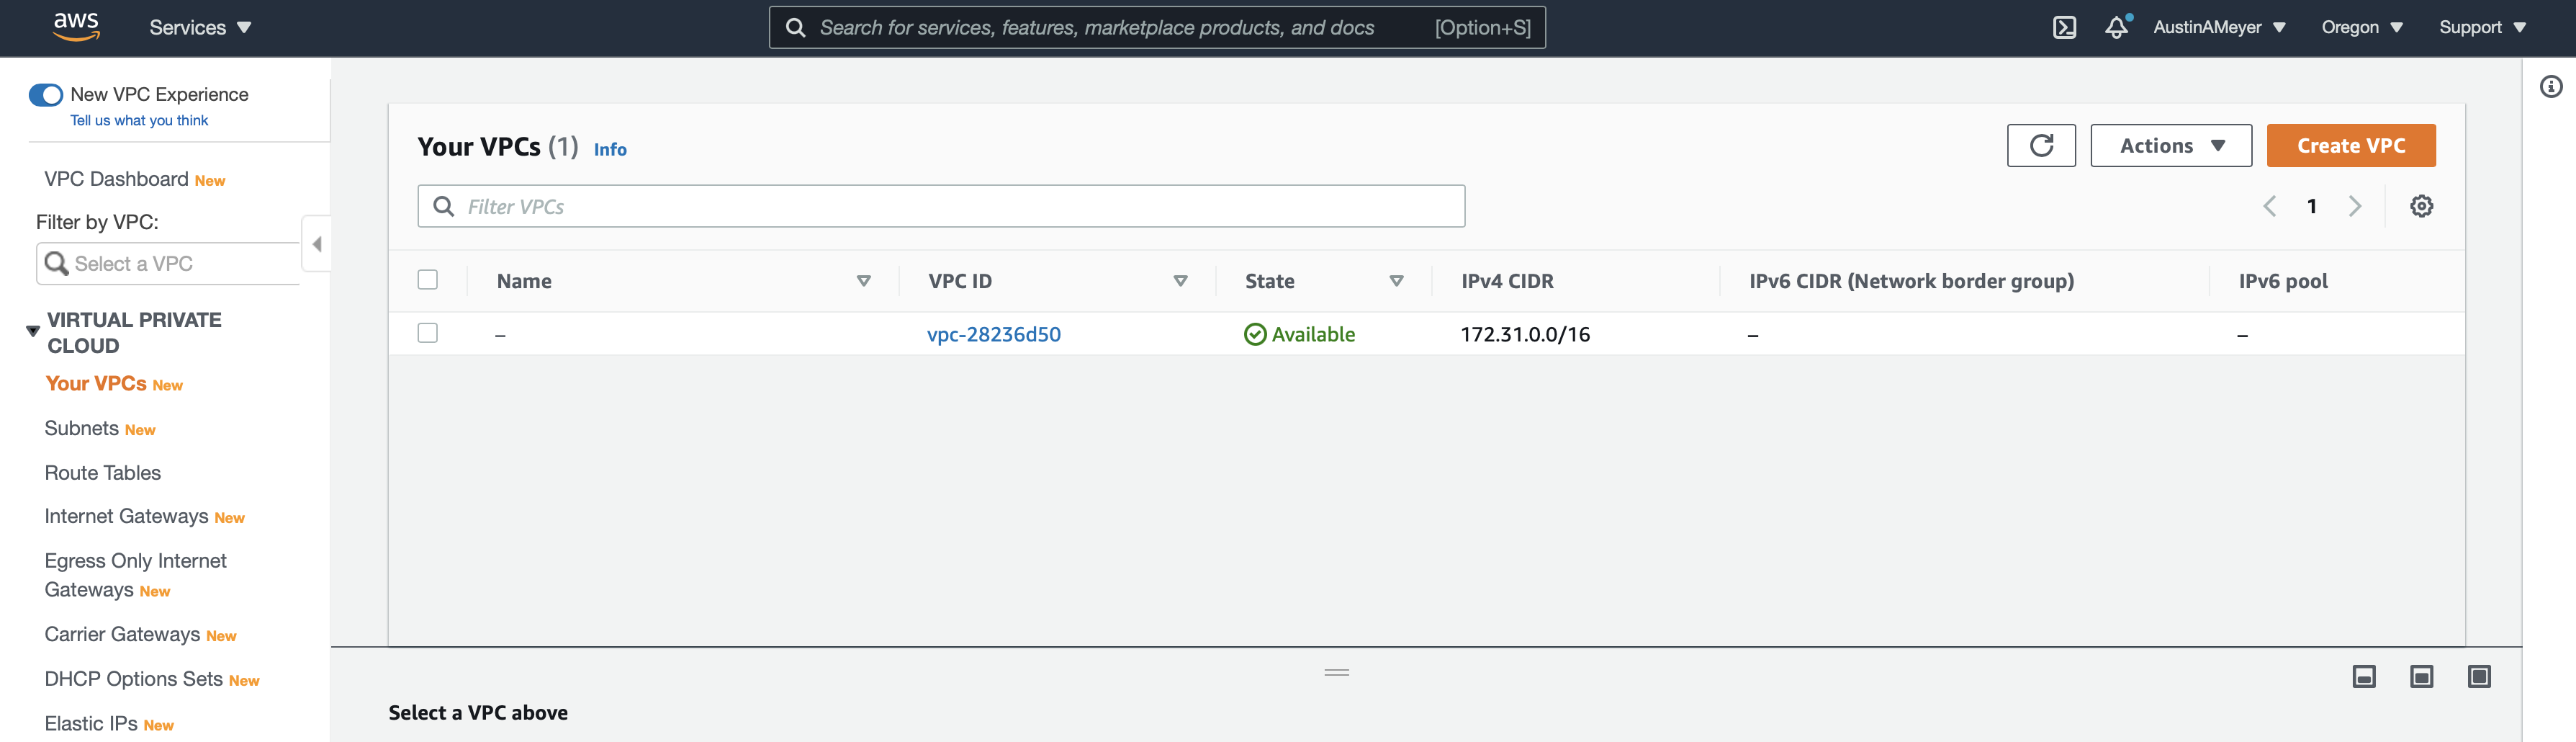 aws
Services
Search for services, features, marketplace products, and docs [Option+S]
AustinAMeyer
Oregon
Support
New VPC Experience
Tell us what you think
VPC Dashboard New
Filter by VPC:
Select a VPC
VIRTUAL PRIVATE
CLOUD
Your VPCs New
Subnets New
Route Tables
Internet Gateways New
Egress Only Internet
Gateways New
Carrier Gateways New
DHCP Options Sets New
Elastic IPs New
Your VPCs (1) Info
Actions
Create VPC
Filter VPCs
1
Name VPC ID State IPv4 CIDR IPv6 CIDR (Network border group) IPv6 pool
– vpc-28236d50 Available 172.31.0.0/16 – –
Select a VPC above